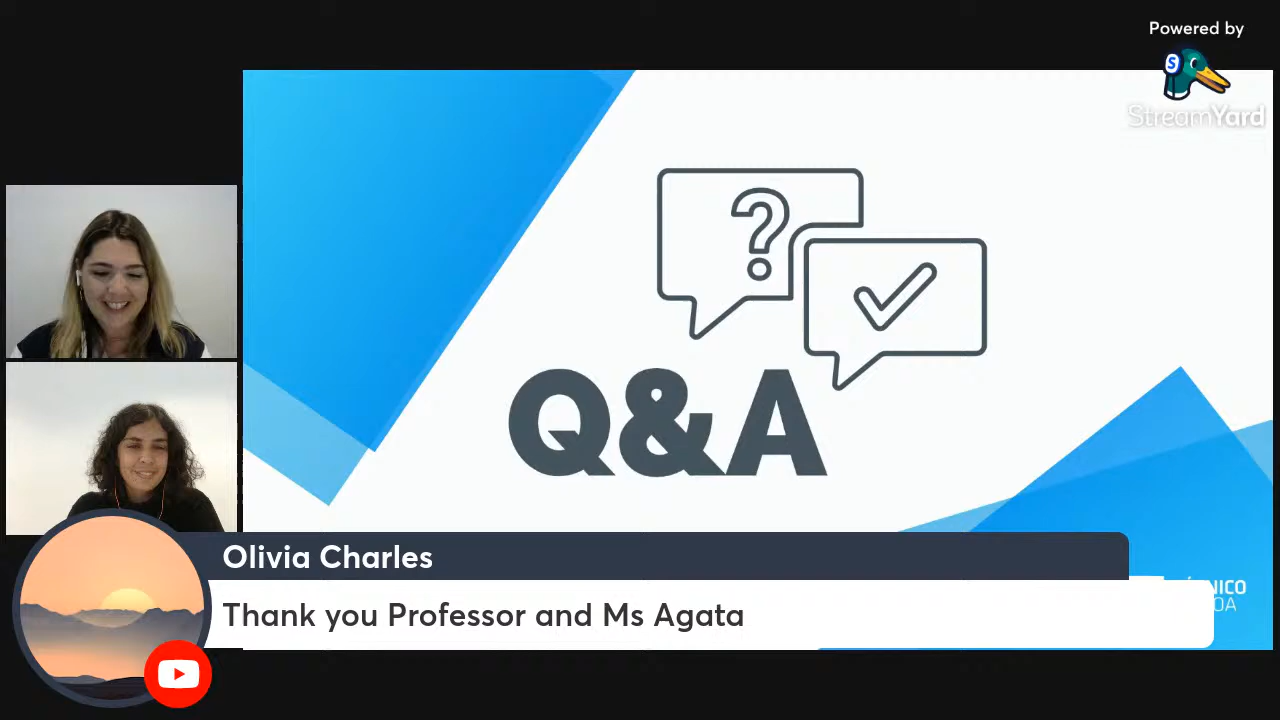 Powered by
StreamYard
Q&A
Olivia Charles
Thank you Professor and Ms Agata